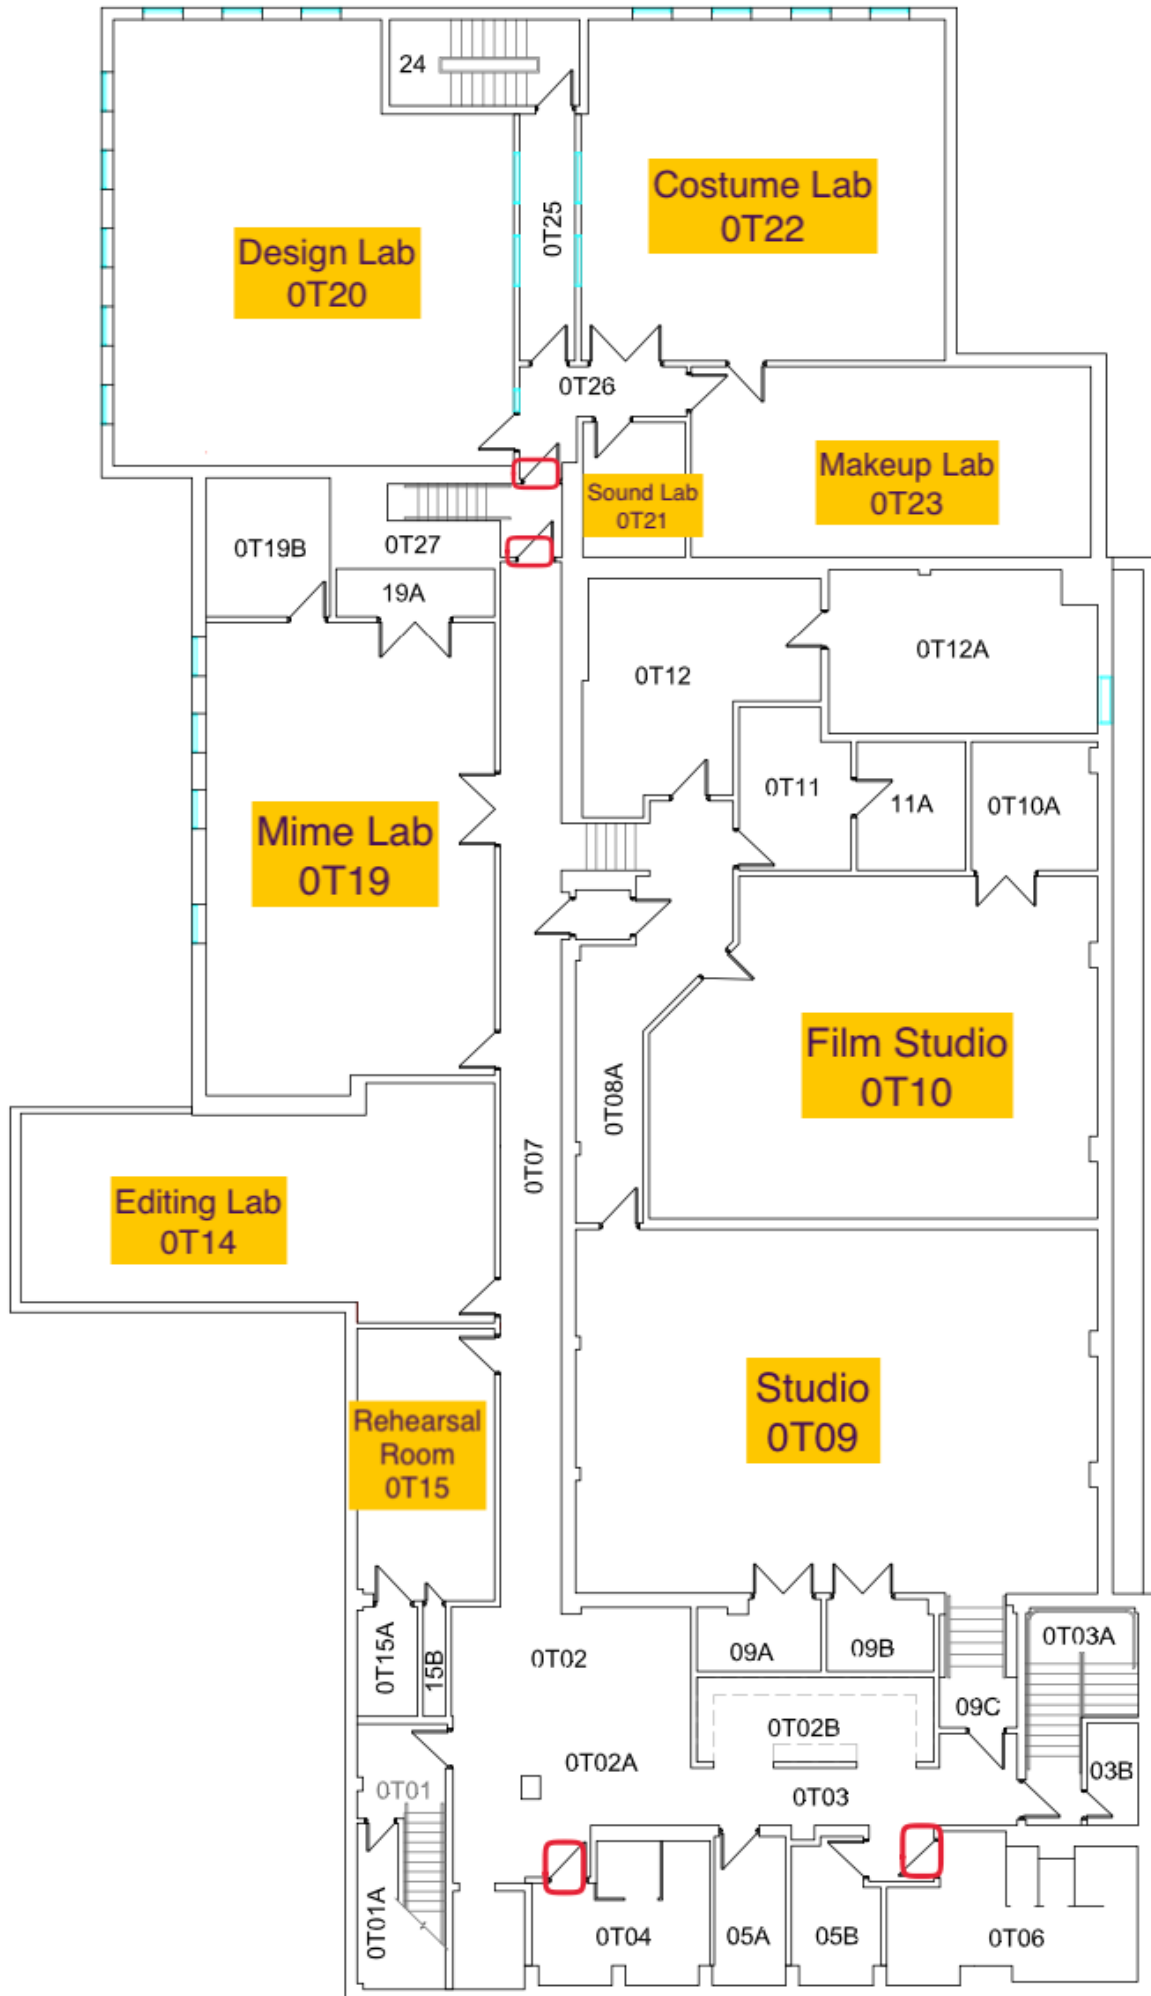 24
Costume Lab
0T22
0T25
Design Lab
0T20
0T26
Makeup Lab
0T23
Sound Lab
0T21
0T19B
0T27
19A
0T12
0T12A
0T11
11A
0T10A
Mime Lab
0T19
Film Studio
0T10
0T08A
0T07
Editing Lab
0T14
Studio
0T09
Rehearsal
Room
0T15
0T15A
15B
0T02
09A
09B
0T03A
09C
0T02B
0T02A
0T03
03B
0T01
0T01A
0T04
05A
05B
0T06